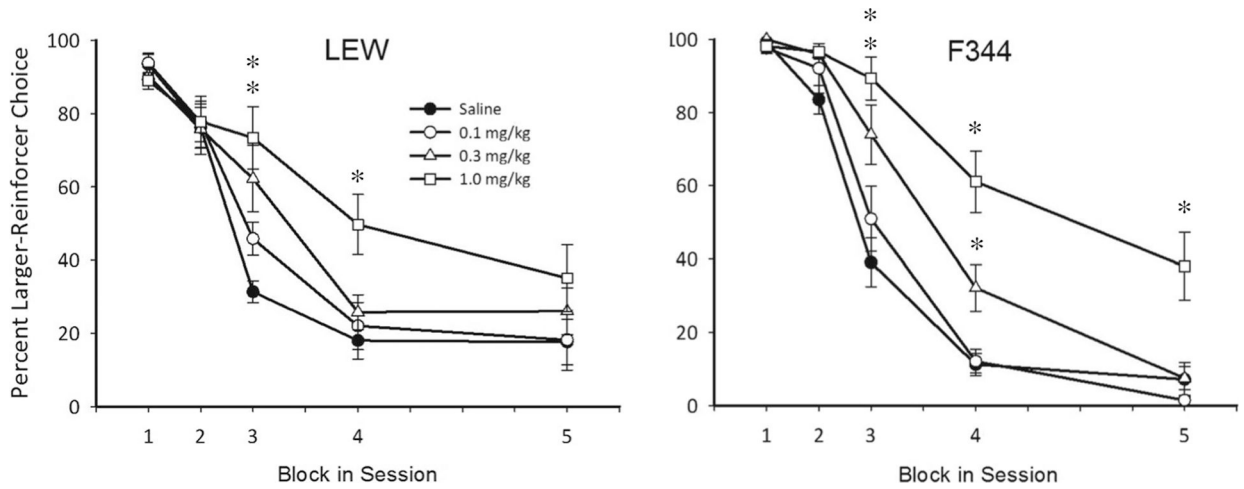 Percent Larger-Reinforcer Choice
100
80
60
40
20
0
LEW
*
*
*
Saline
0.1 mg/kg
0.3 mg/kg
1.0 mg/kg
1 2 3 4 5
Block in Session
100
80
60
40
20
0
F344
*
*
*
*
*
1 2 3 4 5
Block in Session